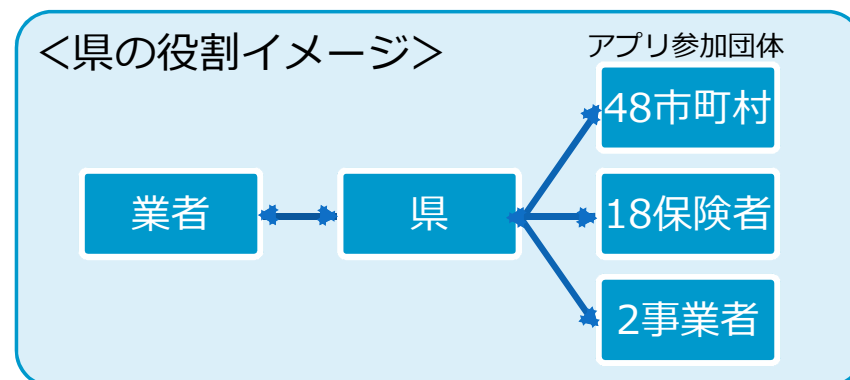 ＜県の役割イメージ＞
アプリ参加団体
48市町村
業者
県
18保険者
2事業者